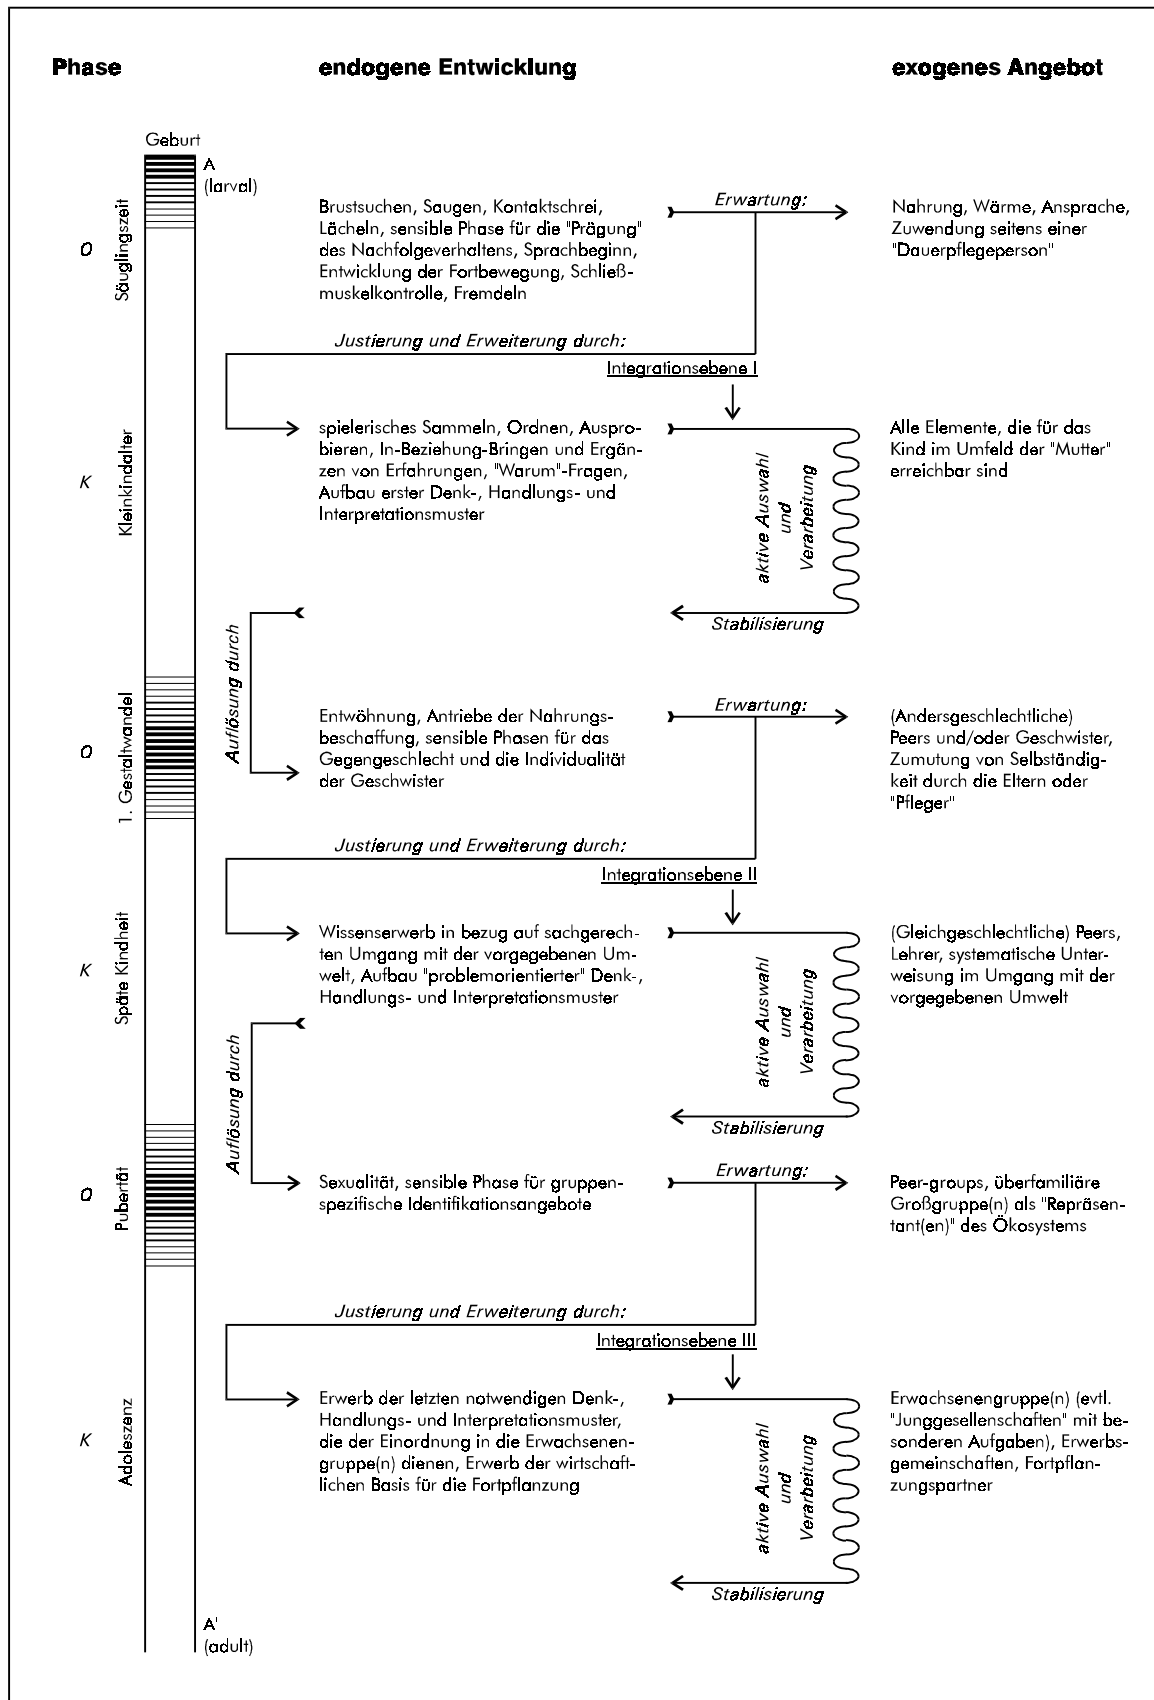 Phase
endogene Entwicklung
exogenes Angebot
Geburt
A
(larval)
O
Säuglingszeit
Brustsuchen, Saugen, Kontaktschrei,
Lächeln, sensible Phase für die "Prägung"
des Nachfolgeverhaltens, Sprachbeginn,
Entwicklung der Fortbewegung, Schließ-
muskelkontrolle, Fremdeln
Erwartung:
Nahrung, Wärme, Ansprache,
Zuwendung seitens einer
"Dauerpflegeperson"
Justierung und Erweiterung durch:
Integrationsebene I
K
Kleinkindalter
spielerisches Sammeln, Ordnen, Auspro-
bieren, In-Beziehung-Bringen und Ergän-
zen von Erfahrungen, "Warum"-Fragen,
Aufbau erster Denk-, Handlungs- und
Interpretationsmuster
aktive Auswahl
und
Verarbeitung
Alle Elemente, die für das
Kind im Umfeld der "Mutter"
erreichbar sind
Stabilisierung
Auflösung durch
O
1. Gestaltwandel
Entwöhnung, Antriebe der Nahrungs-
beschaffung, sensible Phasen für das
Gegengeschlecht und die Individualität
der Geschwister
Erwartung:
(Andersgeschlechtliche)
Peers und/oder Geschwister,
Zumutung von Selbständig-
keit durch die Eltern oder
"Pfleger"
Justierung und Erweiterung durch:
Integrationsebene II
K
Späte Kindheit
Wissenserwerb in bezug auf sachgerech-
ten Umgang mit der vorgegebenen Um-
welt, Aufbau "problemorientierter" Denk-,
Handlungs- und Interpretationsmuster
aktive Auswahl
und
Verarbeitung
(Gleichgeschlechtliche) Peers,
Lehrer, systematische Unter-
weisung im Umgang mit der
vorgegebenen Umwelt
Stabilisierung
Auflösung durch
O
Pubertät
Sexualität, sensible Phase für gruppen-
spezifische Identifikationsangebote
Erwartung:
Peer-groups, überfamiliäre
Großgruppe(n) als "Repräsen-
tant(en)" des Ökosystems
Justierung und Erweiterung durch:
Integrationsebene III
K
Adoleszenz
Erwerb der letzten notwendigen Denk-,
Handlungs- und Interpretationsmuster,
die der Einordnung in die Erwachsenen-
gruppe(n) dienen, Erwerb der wirtschaft-
lichen Basis für die Fortpflanzung
aktive Auswahl
und
Verarbeitung
Erwachsenengruppe(n) (evtl.
"Junggesellenschaften" mit be-
sonderen Aufgaben), Erwerbs-
gemeinschaften, Fortpflan-
zungspartner
Stabilisierung
A'
(adult)